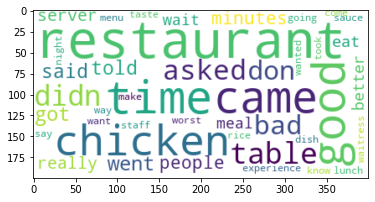 0
server menu taste wait minutes going come sauce
25
restaurant
night took eat
50
said told asked don wanted better
75
didn time came good
100
got way make
125
say want staff worst meal bad
chicken rice dish waitress
150
really went people table
175
experience know lunch
0 50 100 150 200 250 300 350